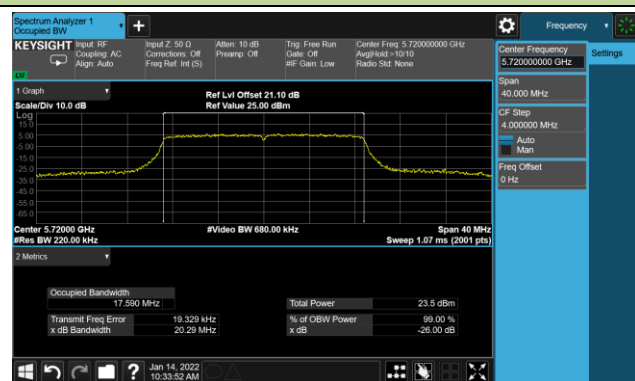 Spectrum Analyzer 1
Occupied BW
Frequency
KEYSIGHT
Input: RF
Coupling: AC
Align: Auto
Input Z: 50 Ω
Corrections: Off
Freq Ref: Int (S)
Atten: 10 dB
Preamp: Off
Trig: Free Run
Gate: Off
#IF Gain: Low
Center Freq: 5.720000000 GHz
Avg|Hold:>10/10
Radio Std: None
Center Frequency
5.720000000 GHz
Settings
Span
40.000 MHz
CF Step
4.000000 MHz
Auto
Man
Freq Offset
0 Hz
1 Graph
Scale/Div 10.0 dB
Ref Lvl Offset 21.10 dB
Ref Value 25.00 dBm
Log
15.0
5.00
-5.00
-15.0
-25.0
-35.0
-45.0
-55.0
-65.0
Center 5.72000 GHz
#Res BW 220.00 kHz
#Video BW 680.00 kHz
Span 40 MHz
Sweep 1.07 ms (2001 pts)
2 Metrics
Occupied Bandwidth
17.590 MHz
Total Power 23.5 dBm
Transmit Freq Error 19.329 kHz
% of OBW Power 99.00 %
x dB Bandwidth 20.29 MHz
x dB -26.00 dB
?
Jan 14, 2022
10:33:52 AM